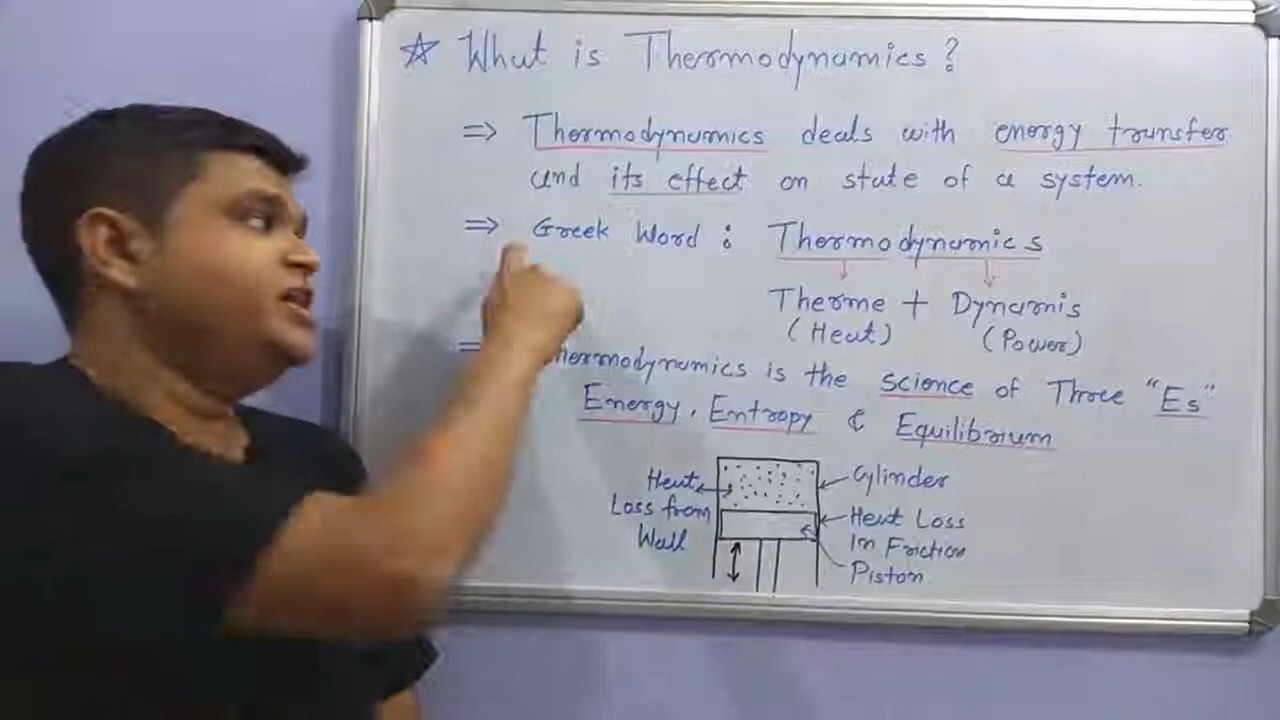 ☆ What is Thermodynamics?
⇒ Thermodynamics deals with energy transfer
and its effect on state of a system.
⇒ Greek Word : Thermodynamics
Therme + Dynamis
(Heat) (Power)
Thermodynamics is the science of Three "Es"
Energy, Entropy & Equilibrium
Heat
Loss from
Wall
Cylinder
Heat Loss
In Friction
Piston